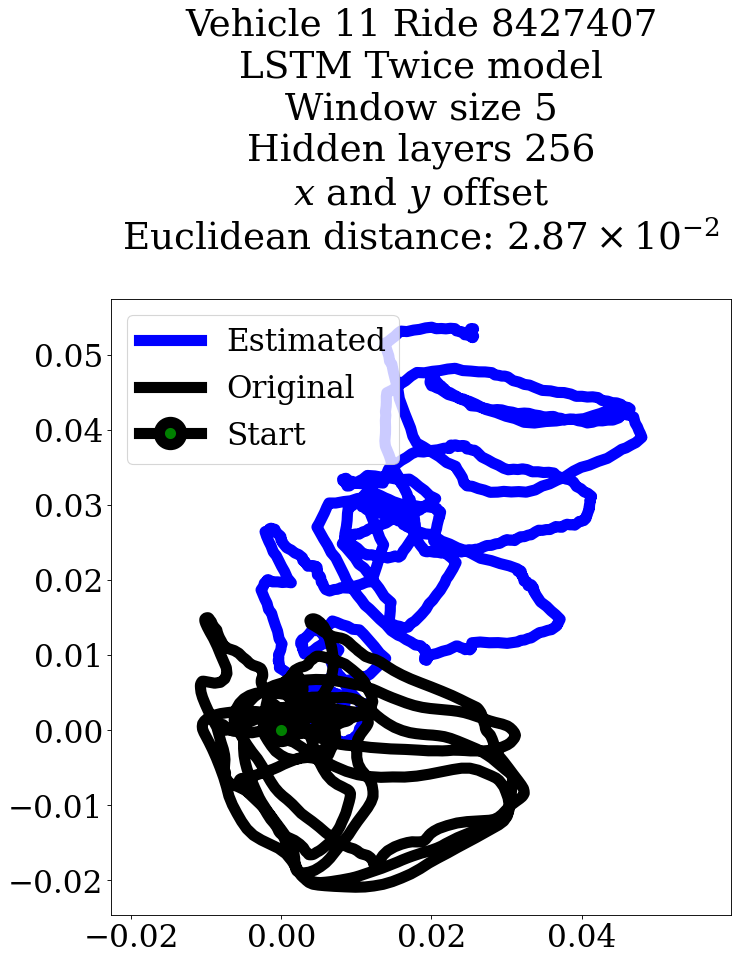 Vehicle 11 Ride 8427407
LSTM Twice model
Window size 5
Hidden layers 256
x and y offset
Euclidean distance: 2.87 × 10⁻²
Estimated
Original
Start
0.05
0.04
0.03
0.02
0.01
0.00
−0.01
−0.02
−0.02 0.00 0.02 0.04